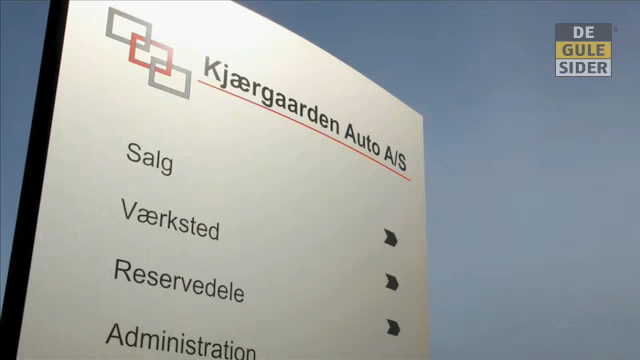 Kjærgaarden Auto A/S
Salg
Værksted
Reservedele
Administration
DE
GULE
SIDER